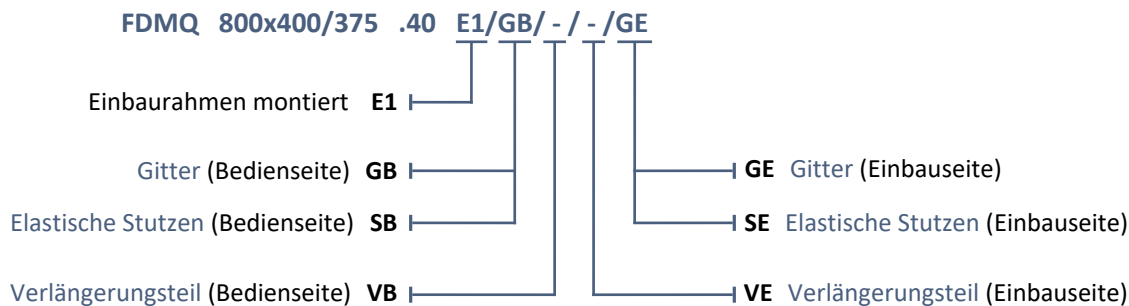 FDMQ 800x400/375 .40 E1/GB/ - / - /GE
Einbaurahmen montiert E1
Gitter (Bedienseite) GB
GE Gitter (Einbauseite)
Elastische Stutzen (Bedienseite) SB
SE Elastische Stutzen (Einbauseite)
Verlängerungsteil (Bedienseite) VB
VE Verlängerungsteil (Einbauseite)